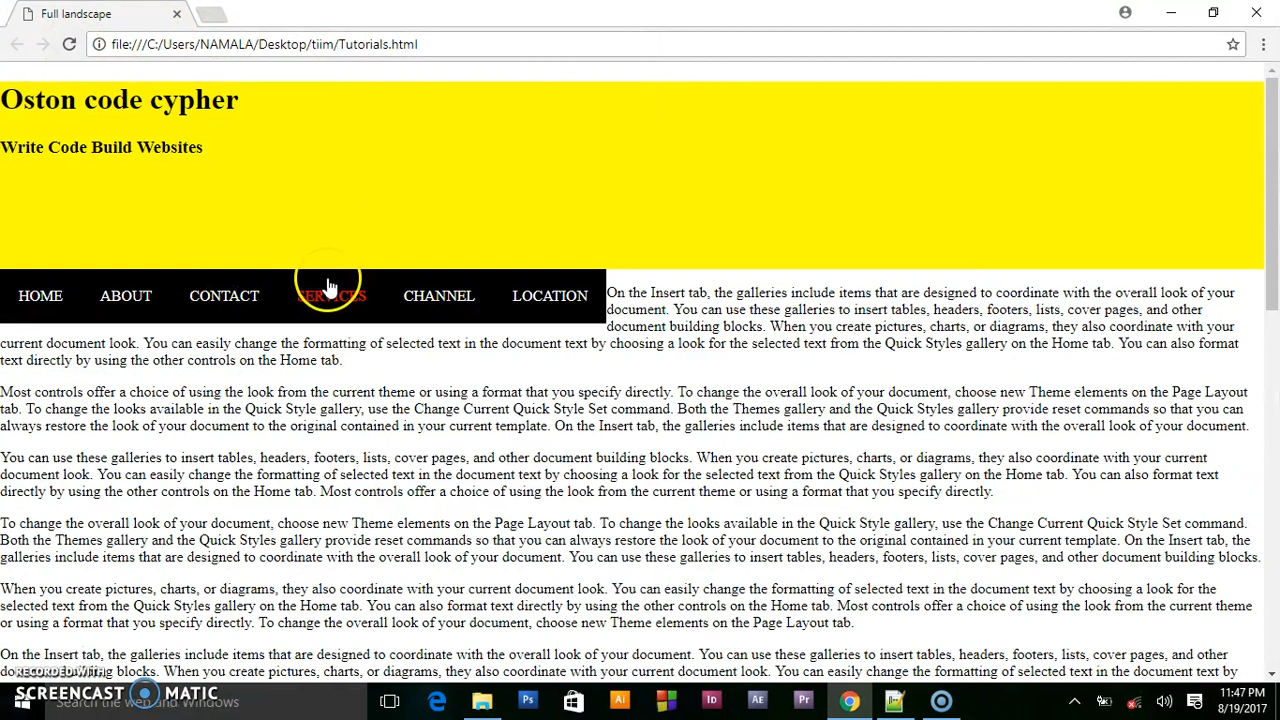 Full landscape
file:///C:/Users/NAMALA/Desktop/tiim/Tutorials.html
Oston code cypher
Write Code Build Websites
HOME ABOUT CONTACT SERVICES CHANNEL LOCATION
On the Insert tab, the galleries include items that are designed to coordinate with the overall look of your
document. You can use these galleries to insert tables, headers, footers, lists, cover pages, and other
document building blocks. When you create pictures, charts, or diagrams, they also coordinate with your
current document look. You can easily change the formatting of selected text in the document text by choosing a look for the selected text from the Quick Styles gallery on the Home tab. You can also format
text directly by using the other controls on the Home tab.
Most controls offer a choice of using the look from the current theme or using a format that you specify directly. To change the overall look of your document, choose new Theme elements on the Page Layout
tab. To change the looks available in the Quick Style gallery, use the Change Current Quick Style Set command. Both the Themes gallery and the Quick Styles gallery provide reset commands so that you can
always restore the look of your document to the original contained in your current template. On the Insert tab, the galleries include items that are designed to coordinate with the overall look of your document.
You can use these galleries to insert tables, headers, footers, lists, cover pages, and other document building blocks. When you create pictures, charts, or diagrams, they also coordinate with your current
document look. You can easily change the formatting of selected text in the document text by choosing a look for the selected text from the Quick Styles gallery on the Home tab. You can also format text
directly by using the other controls on the Home tab. Most controls offer a choice of using the look from the current theme or using a format that you specify directly.
To change the overall look of your document, choose new Theme elements on the Page Layout tab. To change the looks available in the Quick Style gallery, use the Change Current Quick Style Set command.
Both the Themes gallery and the Quick Styles gallery provide reset commands so that you can always restore the look of your document to the original contained in your current template. On the Insert tab, the
galleries include items that are designed to coordinate with the overall look of your document. You can use these galleries to insert tables, headers, footers, lists, cover pages, and other document building blocks.
When you create pictures, charts, or diagrams, they also coordinate with your current document look. You can easily change the formatting of selected text in the document text by choosing a look for the
selected text from the Quick Styles gallery on the Home tab. You can also format text directly by using the other controls on the Home tab. Most controls offer a choice of using the look from the current theme
or using a format that you specify directly. To change the overall look of your document, choose new Theme elements on the Page Layout tab.
On the Insert tab, the galleries include items that are designed to coordinate with the overall look of your document. You can use these galleries to insert tables, headers, footers, lists, cover pages, and other
building blocks. When you create pictures, charts, or diagrams, they also coordinate with your current document look. You can easily change the formatting of selected text in the document text by
RECORDED WITH
SCREENCAST MATIC
Search the web and Windows
Ps Ai Id AE Pr
11:47 PM
8/19/2017